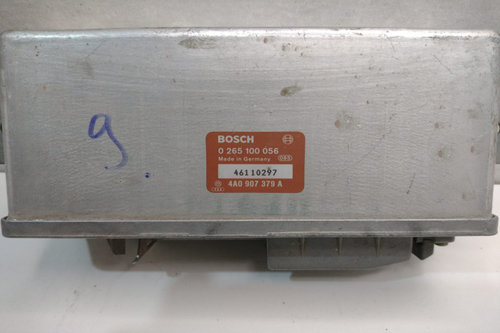 9.
BOSCH
0 265 100 056
Made in Germany
46110297
4A0 907 379 A